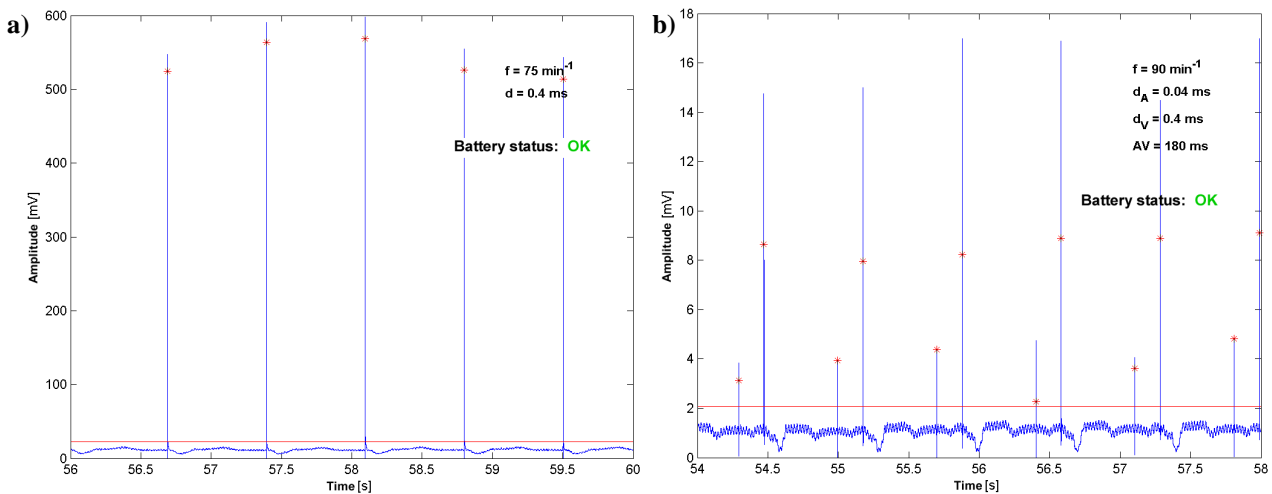 a)
600
500
400
300
200
100
0
Amplitude [mV]
f = 75 min-1
d = 0.4 ms
Battery status: OK
56 56.5 57 57.5 58 58.5 59 59.5 60
Time [s]
b)
18
16
14
12
10
8
6
4
2
0
Amplitude [mV]
f = 90 min-1
dA = 0.04 ms
dV = 0.4 ms
AV = 180 ms
Battery status: OK
54 54.5 55 55.5 56 56.5 57 57.5 58
Time [s]